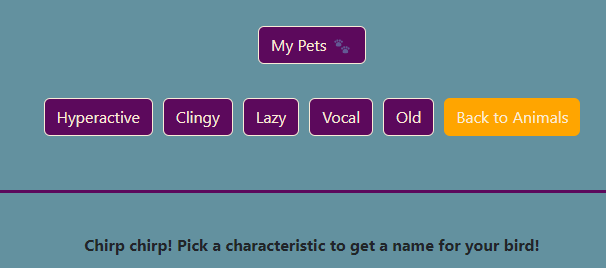 My Pets 🐾
Hyperactive Clingy Lazy Vocal Old Back to Animals
Chirp chirp! Pick a characteristic to get a name for your bird!